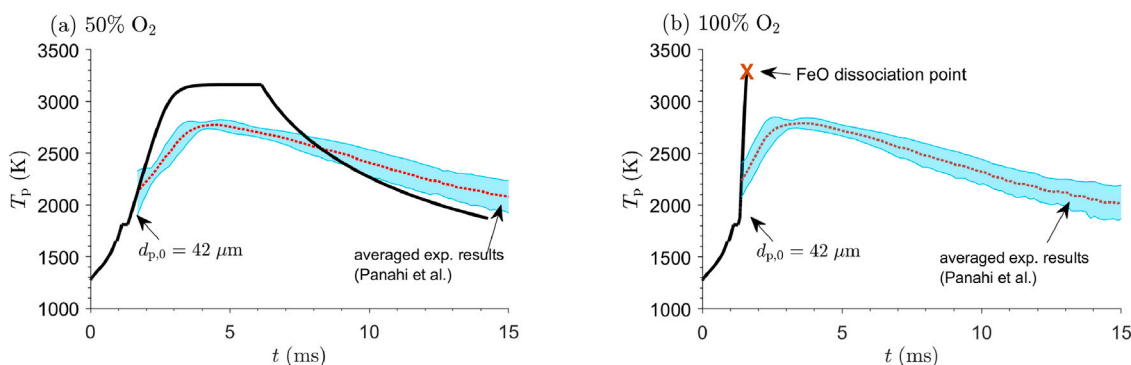 (a) 50% O₂
3500
3000
2500
2000
1500
1000
Tₚ (K)
dₚ,₀ = 42 μm
averaged exp. results
(Panahi et al.)
0 5 10 15
t (ms)
(b) 100% O₂
3500
3000
2500
2000
1500
1000
Tₚ (K)
X
FeO dissociation point
dₚ,₀ = 42 μm
averaged exp. results
(Panahi et al.)
0 5 10 15
t (ms)